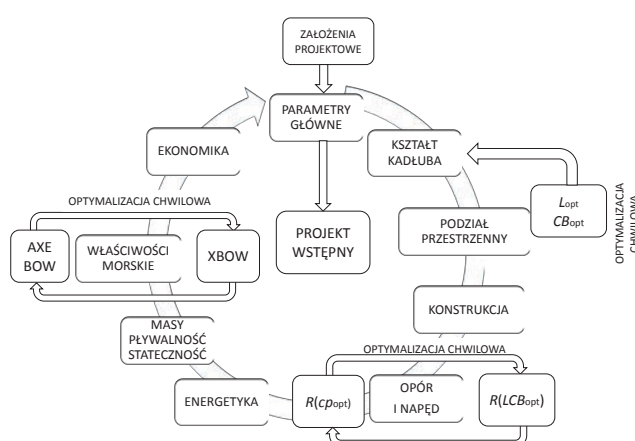 ZAŁOŻENIA
PROJEKTOWE
PARAMETRY
GŁÓWNE
KSZTAŁT
KADŁUBA
EKONOMIKA
OPTYMALIZACJA CHWILOWA
AXE
BOW
WŁAŚCIWOŚCI
MORSKIE
XBOW
PROJEKT
WSTĘPNY
PODZIAŁ
PRZESTRZENNY
Lopt
CBopt
OPTYMALIZACJA
CHWILOWA
KONSTRUKCJA
MASY
PŁYWALNOŚĆ
STATECZNOŚĆ
OPTYMALIZACJA CHWILOWA
ENERGETYKA
R(cpopt)
OPÓR
I NAPĘD
R(LCBopt)